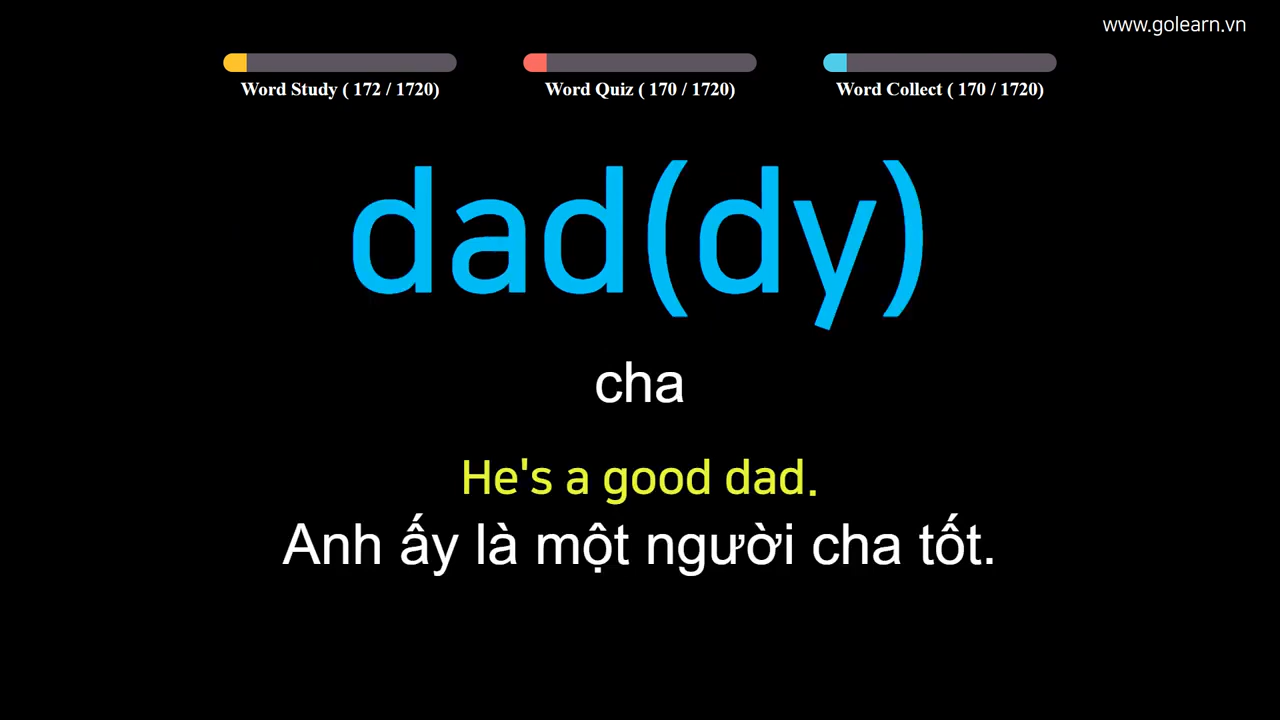 www.golearn.vn
Word Study ( 172 / 1720)
Word Quiz ( 170 / 1720)
Word Collect ( 170 / 1720)
dad(dy)
cha
He's a good dad.
Anh ấy là một người cha tốt.